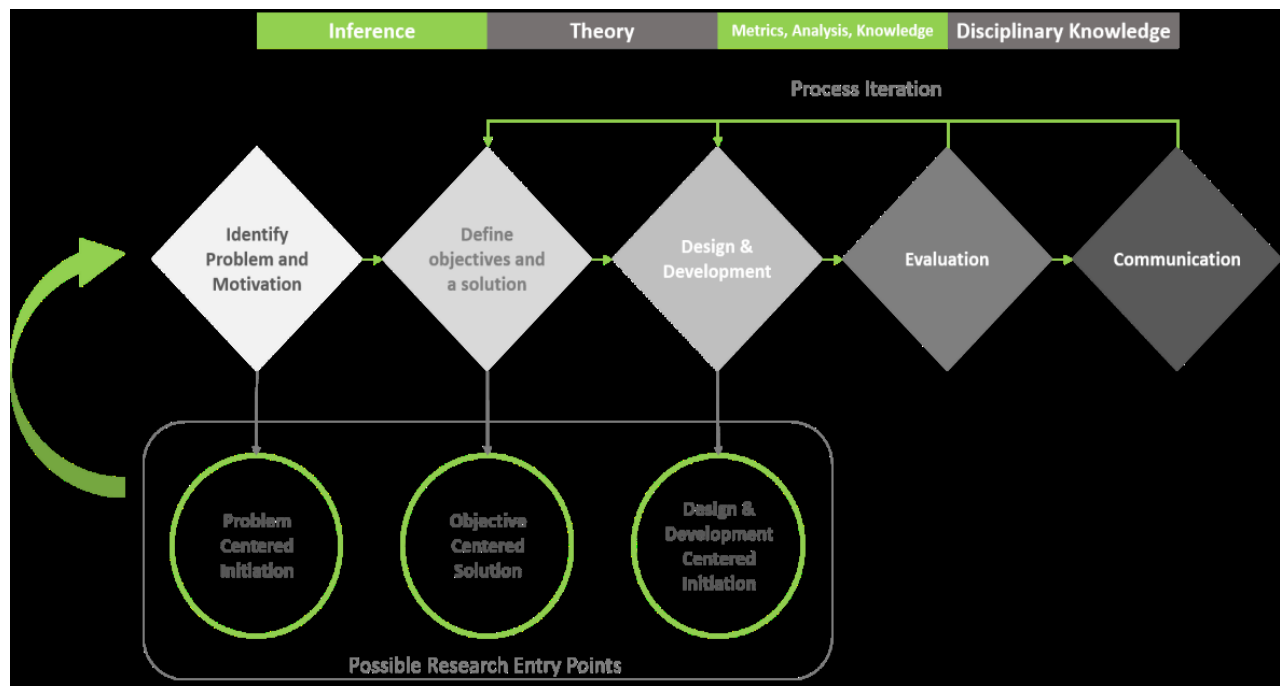 Inference
Theory
Metrics, Analysis, Knowledge
Disciplinary Knowledge
Process Iteration
Identify
Problem and
Motivation
Define
objectives and
a solution
Design &
Development
Evaluation
Communication
Problem
Centered
Initiation
Objective
Centered
Solution
Design &
Development
Centered
Initiation
Possible Research Entry Points